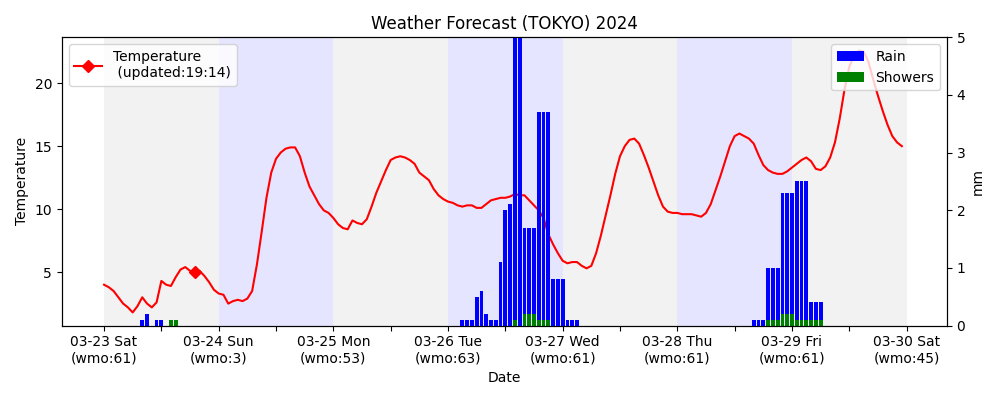 Weather Forecast (TOKYO) 2024
Temperature
(updated:19:14)
Rain
Showers
Temperature
20
15
10
5
5
4
3
2
1
0
mm
03-23 Sat
(wmo:61)
03-24 Sun
(wmo:3)
03-25 Mon
(wmo:53)
03-26 Tue
(wmo:63)
03-27 Wed
(wmo:61)
03-28 Thu
(wmo:61)
03-29 Fri
(wmo:61)
03-30 Sat
(wmo:45)
Date